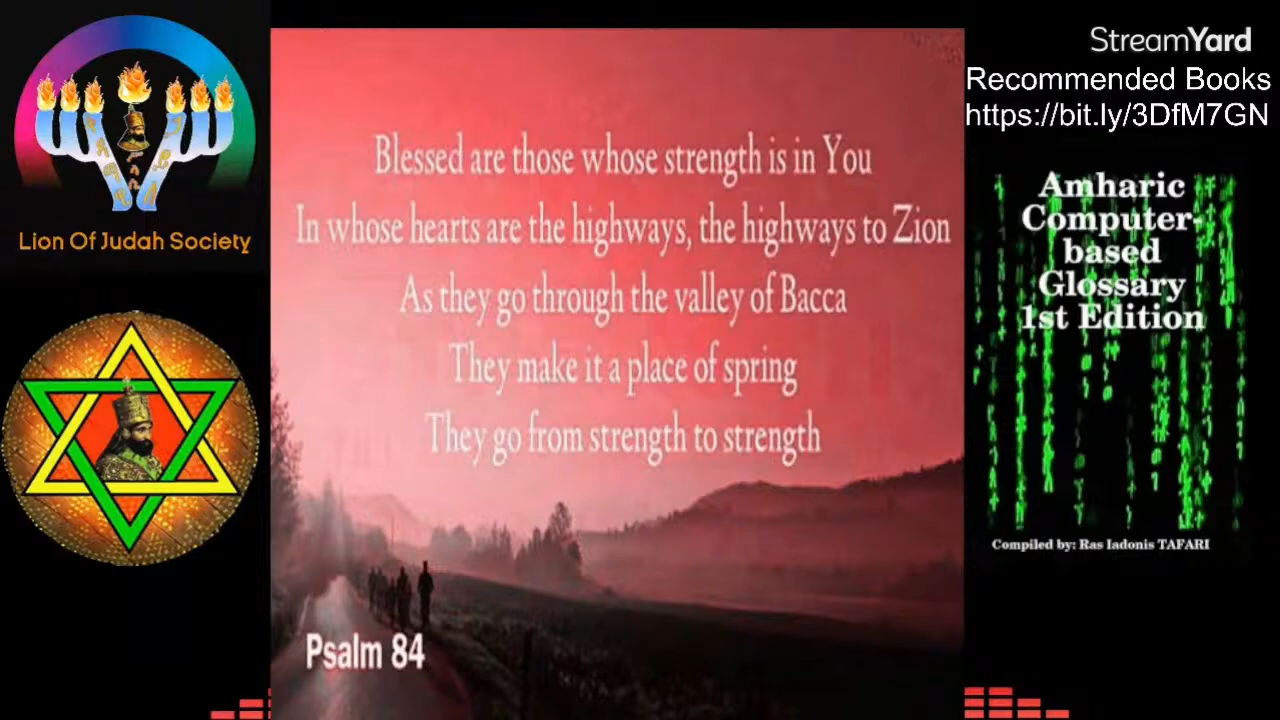 Lion Of Judah Society
Blessed are those whose strength is in You
In whose hearts are the highways, the highways to Zion
As they go through the valley of Bacca
They make it a place of spring
They go from strength to strength
Psalm 84
StreamYard
Recommended Books
https://bit.ly/3DfM7GN
Amharic
Computer-
based
Glossary
1st Edition
Compiled by: Ras Iadonis TAFARI